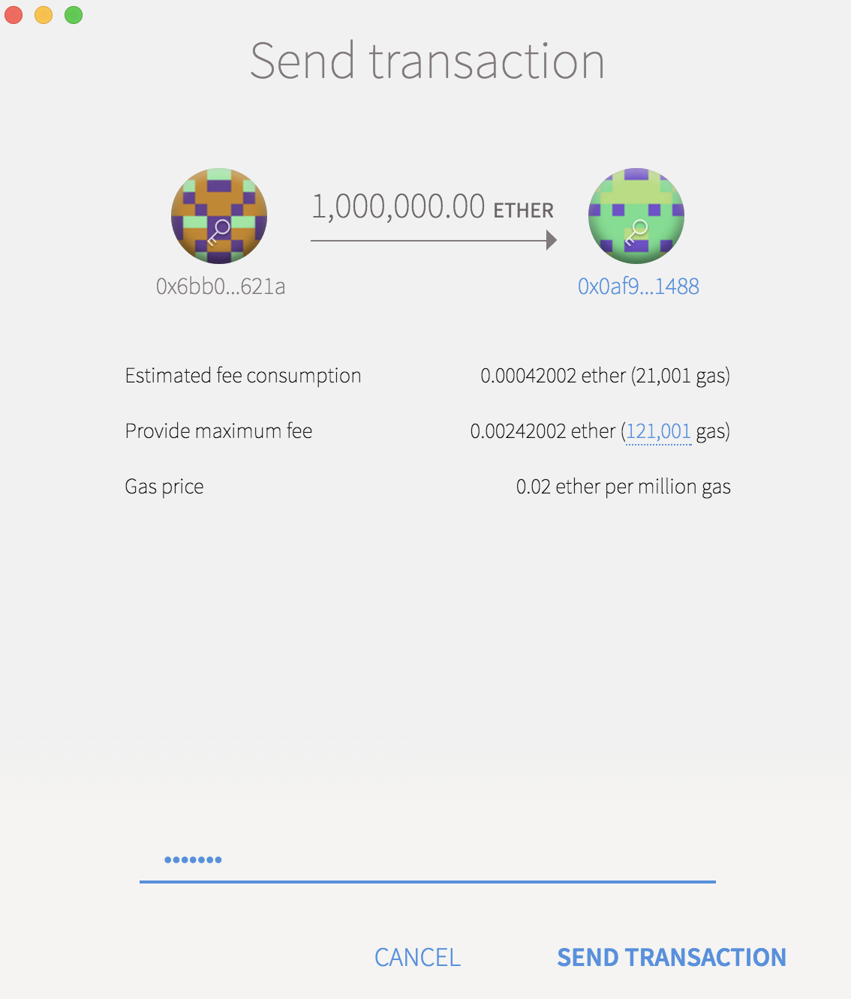 Send transaction
1,000,000.00 ETHER
0x6bb0...621a
0x0af9...1488
Estimated fee consumption 0.00042002 ether (21,001 gas)
Provide maximum fee 0.00242002 ether (121,001 gas)
Gas price 0.02 ether per million gas
•••••••
CANCEL SEND TRANSACTION